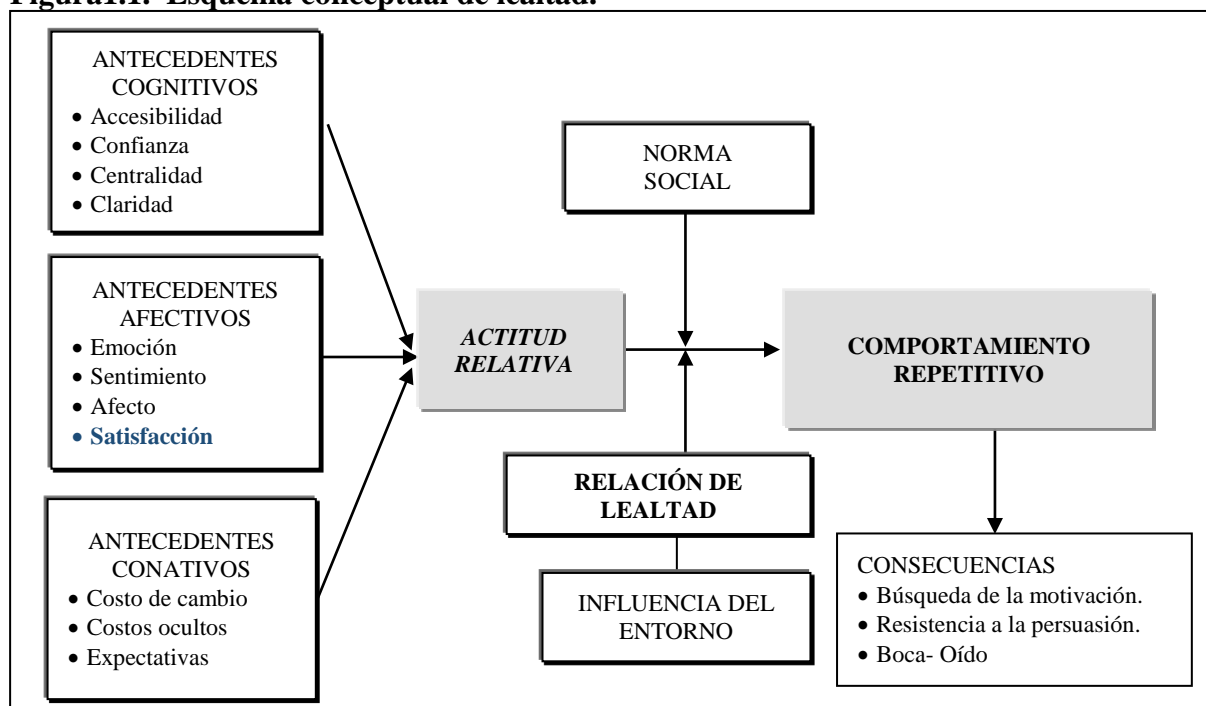 Figura1.1. Esquema conceptual de lealtad.
ANTECEDENTES
COGNITIVOS
• Accesibilidad
• Confianza
• Centralidad
• Claridad
NORMA
SOCIAL
ANTECEDENTES
AFECTIVOS
• Emoción
• Sentimiento
• Afecto
• Satisfacción
ACTITUD
RELATIVA
COMPORTAMIENTO
REPETITIVO
RELACIÓN DE
LEALTAD
ANTECEDENTES
CONATIVOS
• Costo de cambio
• Costos ocultos
• Expectativas
INFLUENCIA DEL
ENTORNO
CONSECUENCIAS
• Búsqueda de la motivación.
• Resistencia a la persuasión.
• Boca- Oído